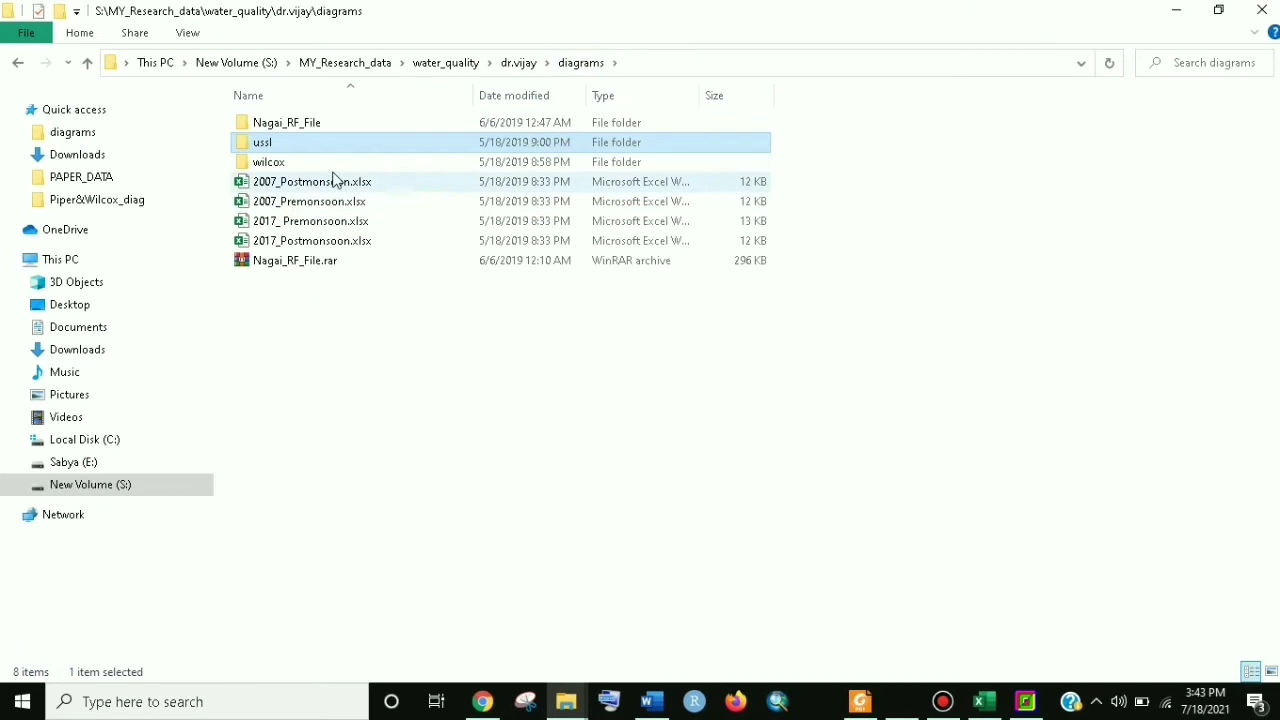 S:\MY_Research_data\water_quality\dr.vijay\diagrams
File Home Share View
This PC New Volume (S:) MY_Research_data water_quality dr.vijay diagrams Search diagrams
Name Date modified Type Size
Quick access
diagrams
Downloads
PAPER_DATA
Piper&Wilcox_diag
OneDrive
This PC
3D Objects
Desktop
Documents
Downloads
Music
Pictures
Videos
Local Disk (C:)
Sabya (E:)
New Volume (S:)
Network
Nagai_RF_File 6/6/2019 12:47 AM File folder
ussl 5/18/2019 9:00 PM File folder
wilcox 5/18/2019 8:58 PM File folder
2007_Postmonsoon.xlsx 5/18/2019 8:33 PM Microsoft Excel W... 12 KB
2007_Premonsoon.xlsx 5/18/2019 8:33 PM Microsoft Excel W... 12 KB
2017_ Premonsoon.xlsx 5/18/2019 8:33 PM Microsoft Excel W... 13 KB
2017_Postmonsoon.xlsx 5/18/2019 8:33 PM Microsoft Excel W... 12 KB
Nagai_RF_File.rar 6/6/2019 12:10 AM WinRAR archive 296 KB
8 items 1 item selected
Type here to search
3:43 PM
7/18/2021
3